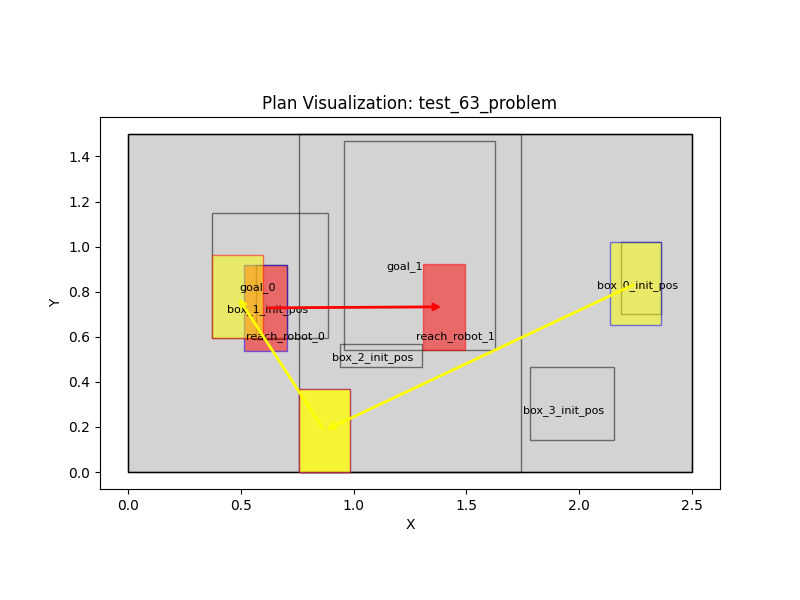 Plan Visualization: test_63_problem
1.4
1.2
1.0
0.8
0.6
0.4
0.2
0.0
Y
goal_1
goal_0
box_0_init_pos
box_1_init_pos
reach_robot_0
reach_robot_1
box_2_init_pos
box_3_init_pos
0.0 0.5 1.0 1.5 2.0 2.5
X